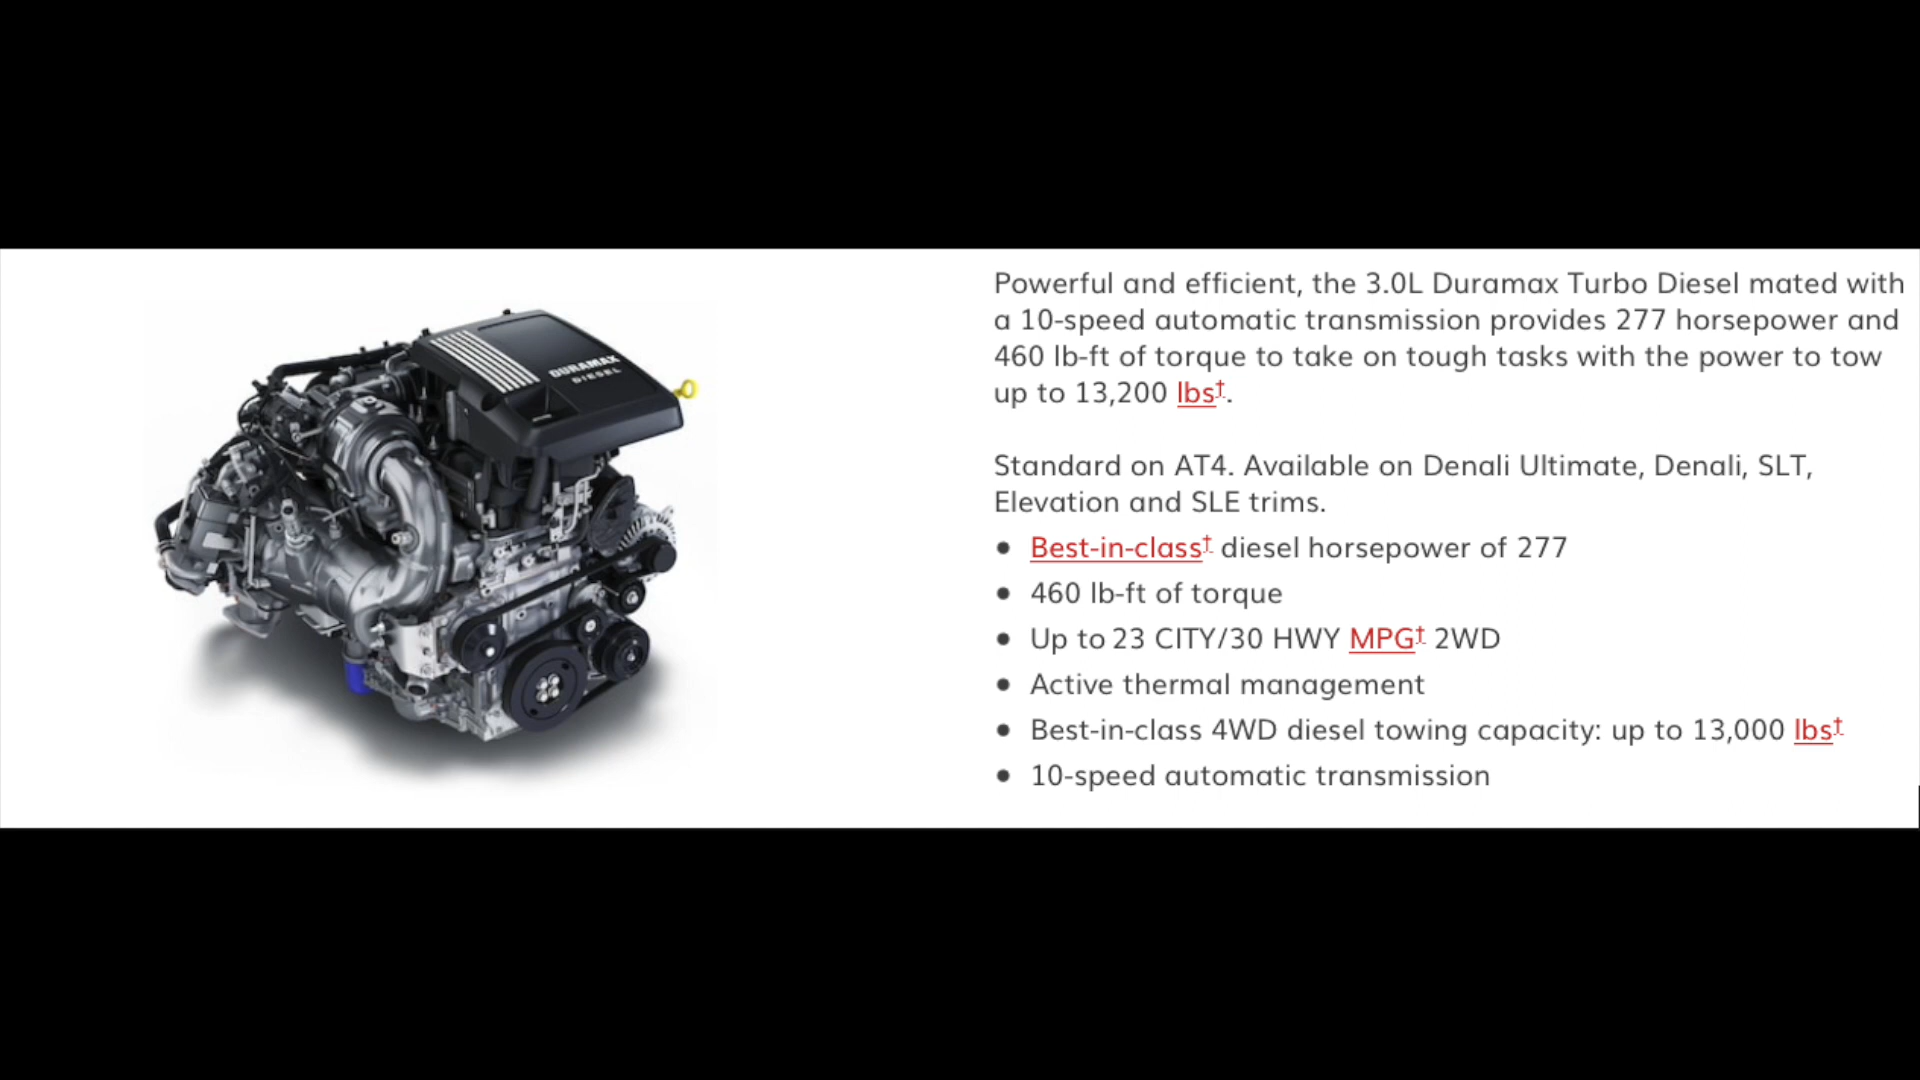 DURAMAX
DIESEL
Powerful and efficient, the 3.0L Duramax Turbo Diesel mated with
a 10-speed automatic transmission provides 277 horsepower and
460 lb-ft of torque to take on tough tasks with the power to tow
up to 13,200 lbs†.
Standard on AT4. Available on Denali Ultimate, Denali, SLT,
Elevation and SLE trims.
● Best-in-class† diesel horsepower of 277
● 460 lb-ft of torque
● Up to 23 CITY/30 HWY MPG† 2WD
● Active thermal management
● Best-in-class 4WD diesel towing capacity: up to 13,000 lbs†
● 10-speed automatic transmission